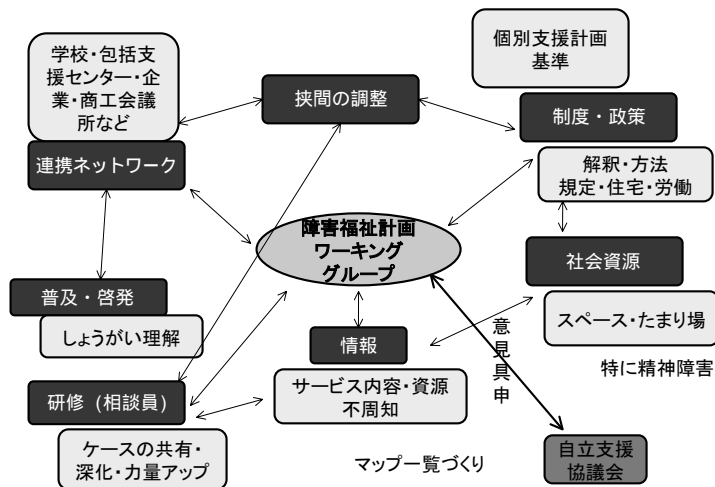 学校・包括支
援センター・企
業・商工会議
所など
連携ネットワーク
狭間の調整
個別支援計画
基準
制度・政策
解釈・方法
規定・住宅・労働
障害福祉計画
ワーキング
グループ
社会資源
スペース・たまり場
特に精神障害
普及・啓発
しょうがい理解
情報
サービス内容・資源
不周知
意見具申
研修（相談員）
ケースの共有・
深化・力量アップ
マップ一覧づくり
自立支援
協議会